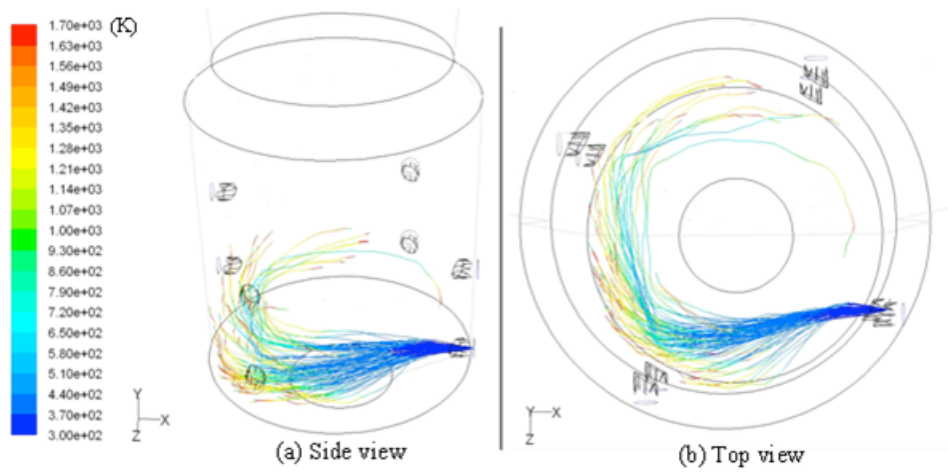 1.70e+03 (K)
1.63e+03
1.56e+03
1.49e+03
1.42e+03
1.35e+03
1.28e+03
1.21e+03
1.14e+03
1.07e+03
1.00e+03
9.30e+02
8.60e+02
7.90e+02
7.20e+02
6.50e+02
5.80e+02
5.10e+02
4.40e+02
3.70e+02
3.00e+02
Y
X
Z
(a) Side view
Y
X
Z
(b) Top view